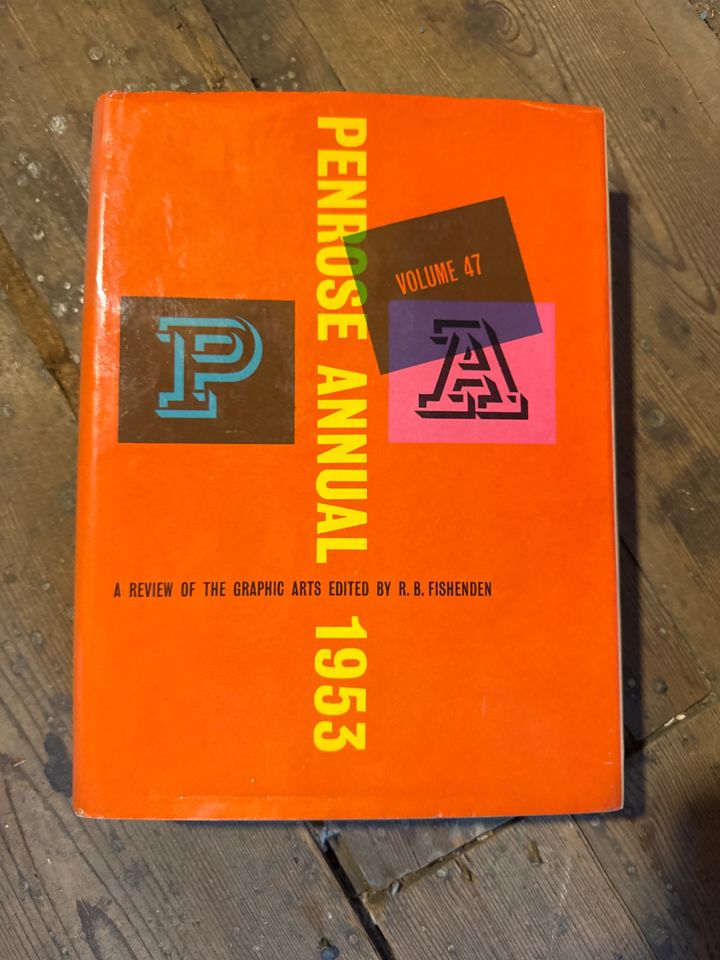 PENROSE ANNUAL 1953
VOLUME 47
P
A
A REVIEW OF THE GRAPHIC ARTS EDITED BY R. B. FISHENDEN